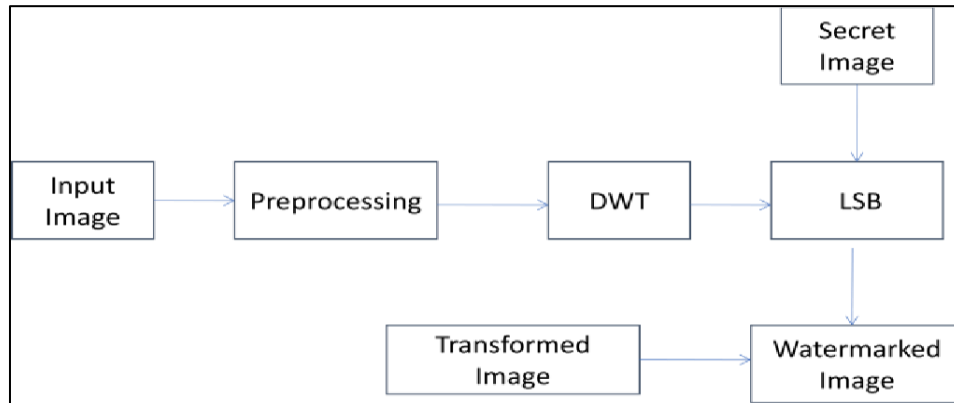 Secret
Image
Input
Image
Preprocessing
DWT
LSB
Transformed
Image
Watermarked
Image